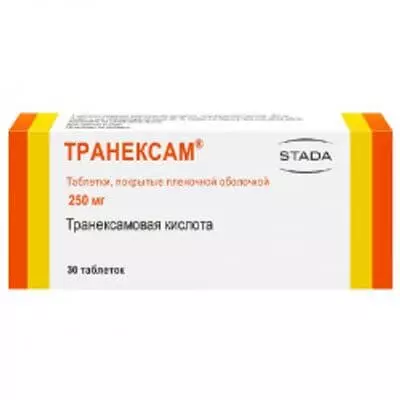 ТРАНЕКСАМ®
STADA
Таблетки, покрытые пленочной оболочкой
250 мг
Транексамовая кислота
30 таблеток